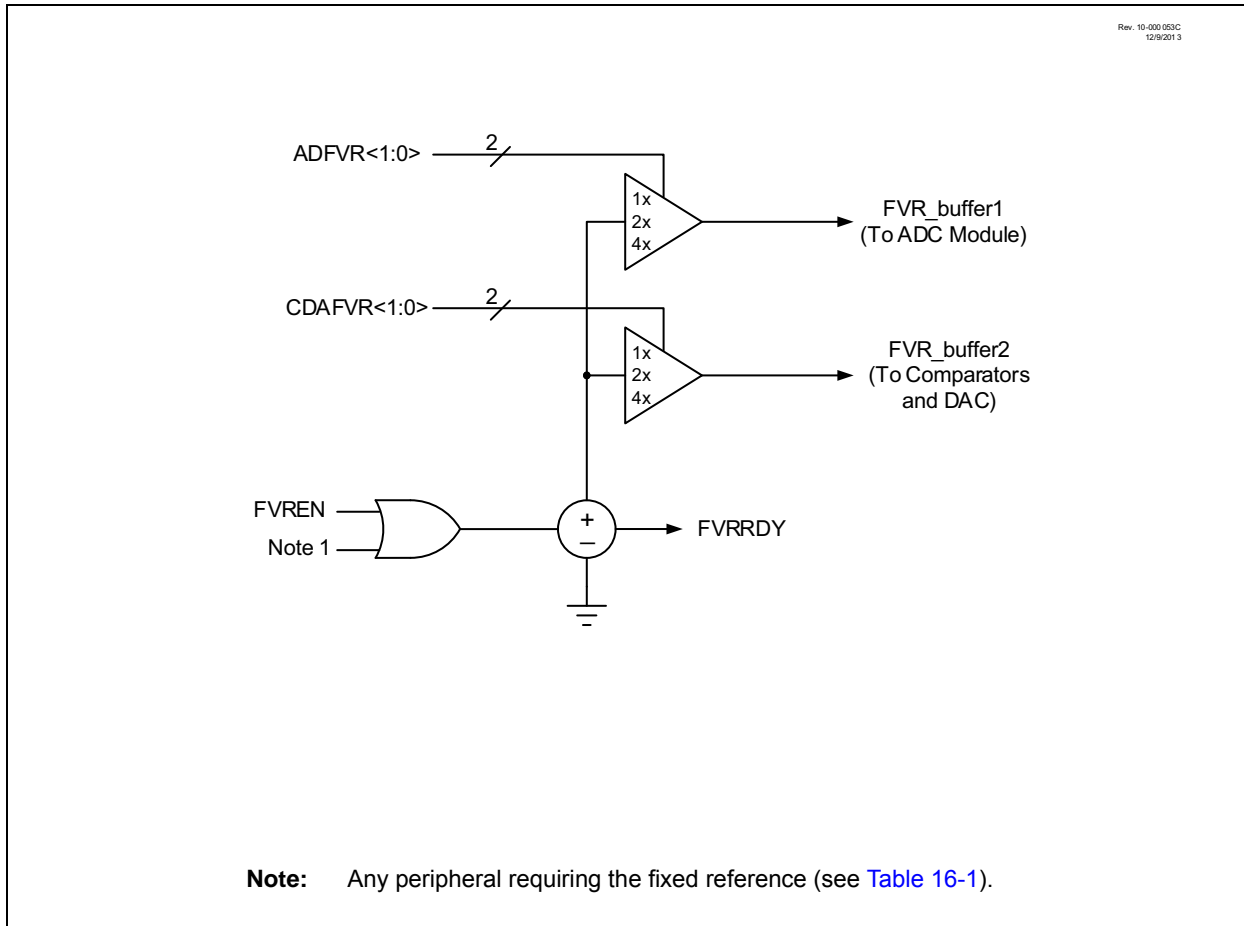 Rev. 10-000 053C
12/9/2013
ADFVR<1:0>
2
1x
2x
4x
FVR_buffer1
(To ADC Module)
CDAFVR<1:0>
2
1x
2x
4x
FVR_buffer2
(To Comparators
and DAC)
FVREN
Note 1
+
–
FVRRDY
Note: Any peripheral requiring the fixed reference (see Table 16-1).